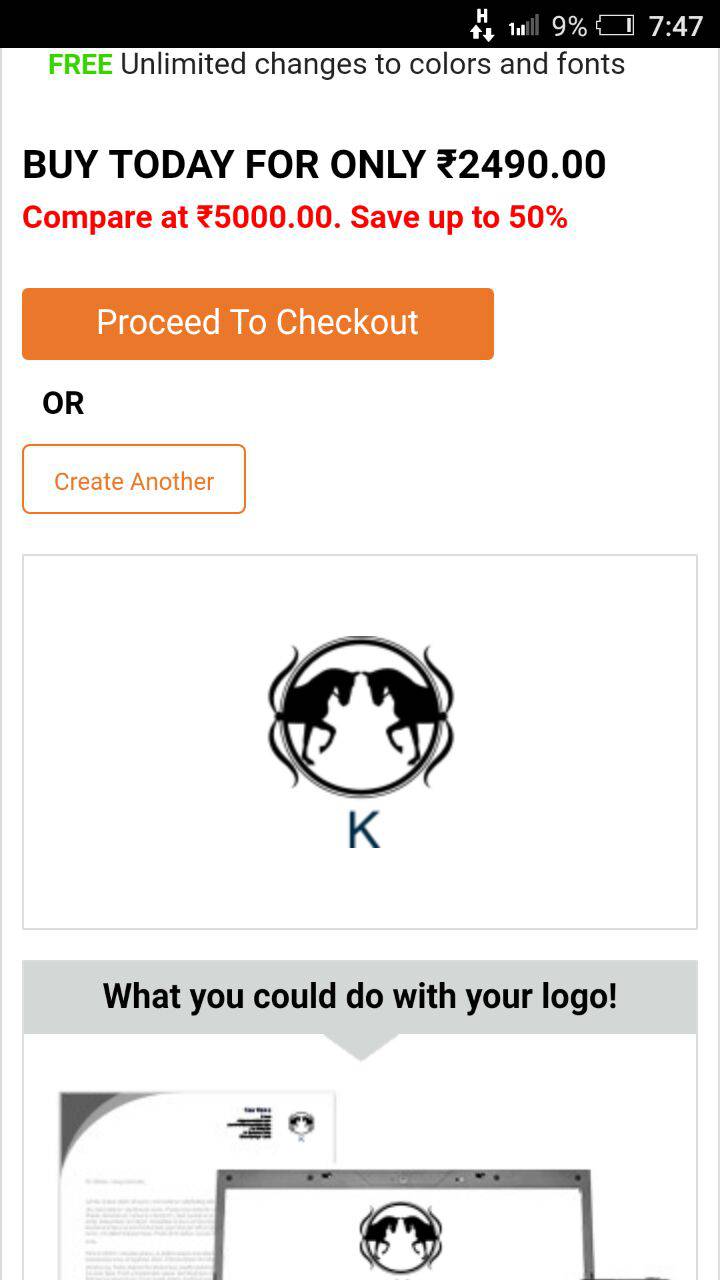 H
9% 7:47
FREE Unlimited changes to colors and fonts
BUY TODAY FOR ONLY ₹2490.00
Compare at ₹5000.00. Save up to 50%
Proceed To Checkout
OR
Create Another
K
What you could do with your logo!